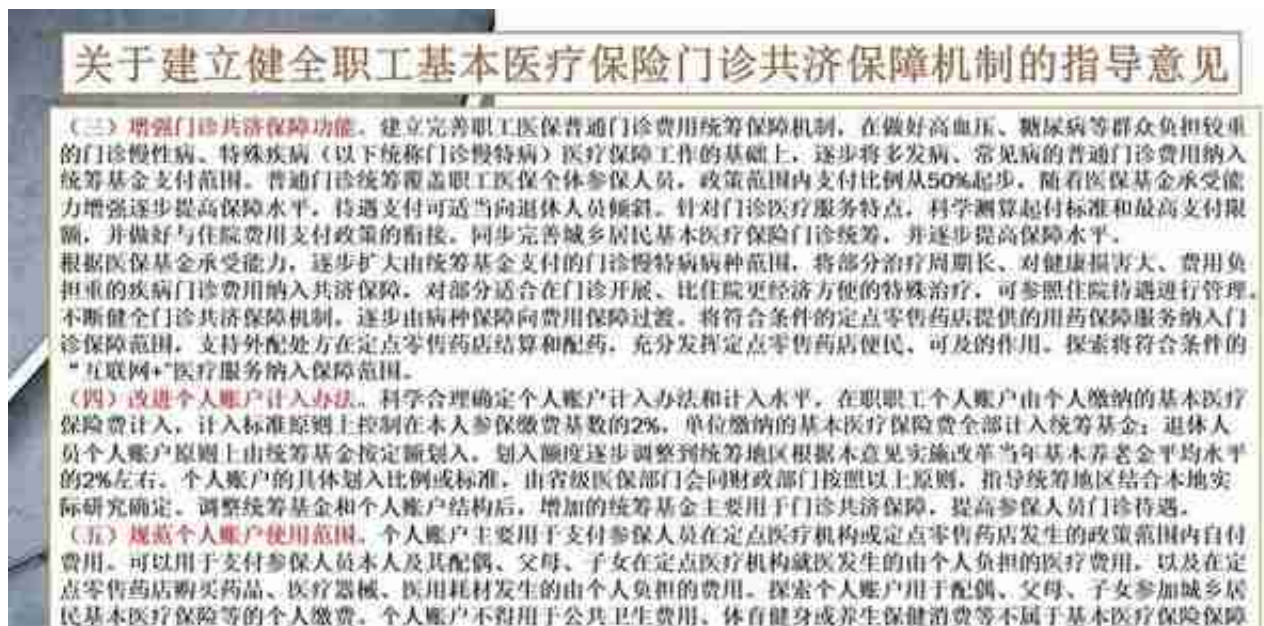 关于建立健全职工基本医疗保险门诊共济保障机制的指导意见
（三）增强门诊共济保障功能。建立完善职工医保普通门诊费用统筹保障机制，在做好高血压、糖尿病等群众负担较重
的门诊慢性病、特殊疾病（以下统称门诊慢特病）医疗保障工作的基础上，逐步将多发病、常见病的普通门诊费用纳入
统筹基金支付范围。普通门诊统筹覆盖职工医保全体参保人员，政策范围内支付比例从50%起步，随着医保基金承受能
力增强逐步提高保障水平，待遇支付可适当向退休人员倾斜。针对门诊医疗服务特点，科学测算起付标准和最高支付限
额，并做好与住院费用支付政策的衔接。同步完善城乡居民基本医疗保险门诊统筹，并逐步提高保障水平。
根据医保基金承受能力，逐步扩大由统筹基金支付的门诊慢特病病种范围，将部分治疗周期长、对健康损害大、费用负
担重的疾病门诊费用纳入共济保障，对部分适合在门诊开展、比住院更经济方便的特殊治疗，可参照住院待遇进行管理。
不断健全门诊共济保障机制，逐步由病种保障向费用保障过渡。将符合条件的定点零售药店提供的用药保障服务纳入门
诊保障范围，支持外配处方在定点零售药店结算和配药，充分发挥定点零售药店便民、可及的作用。探索将符合条件的
“互联网+”医疗服务纳入保障范围。
（四）改进个人账户计入办法。科学合理确定个人账户计入办法和计入水平，在职职工个人账户由个人缴纳的基本医疗
保险费计入，计入标准原则上控制在本人参保缴费基数的2%，单位缴纳的基本医疗保险费全部计入统筹基金；退休人
员个人账户原则上由统筹基金按定额划入，划入额度逐步调整到统筹地区根据本意见实施改革当年基本养老金平均水平
的2%左右。个人账户的具体划入比例或标准，由省级医保部门会同财政部门按照以上原则，指导统筹地区结合本地实
际研究确定。调整统筹基金和个人账户结构后，增加的统筹基金主要用于门诊共济保障，提高参保人员门诊待遇。
（五）规范个人账户使用范围。个人账户主要用于支付参保人员在定点医疗机构或定点零售药店发生的政策范围内自付
费用。可以用于支付参保人员本人及其配偶、父母、子女在定点医疗机构就医发生的由个人负担的医疗费用，以及在定
点零售药店购买药品、医疗器械、医用耗材发生的由个人负担的费用。探索个人账户用于配偶、父母、子女参加城乡居
民基本医疗保险等的个人缴费。个人账户不得用于公共卫生费用、体育健身或养生保健消费等不属于基本医疗保险保障